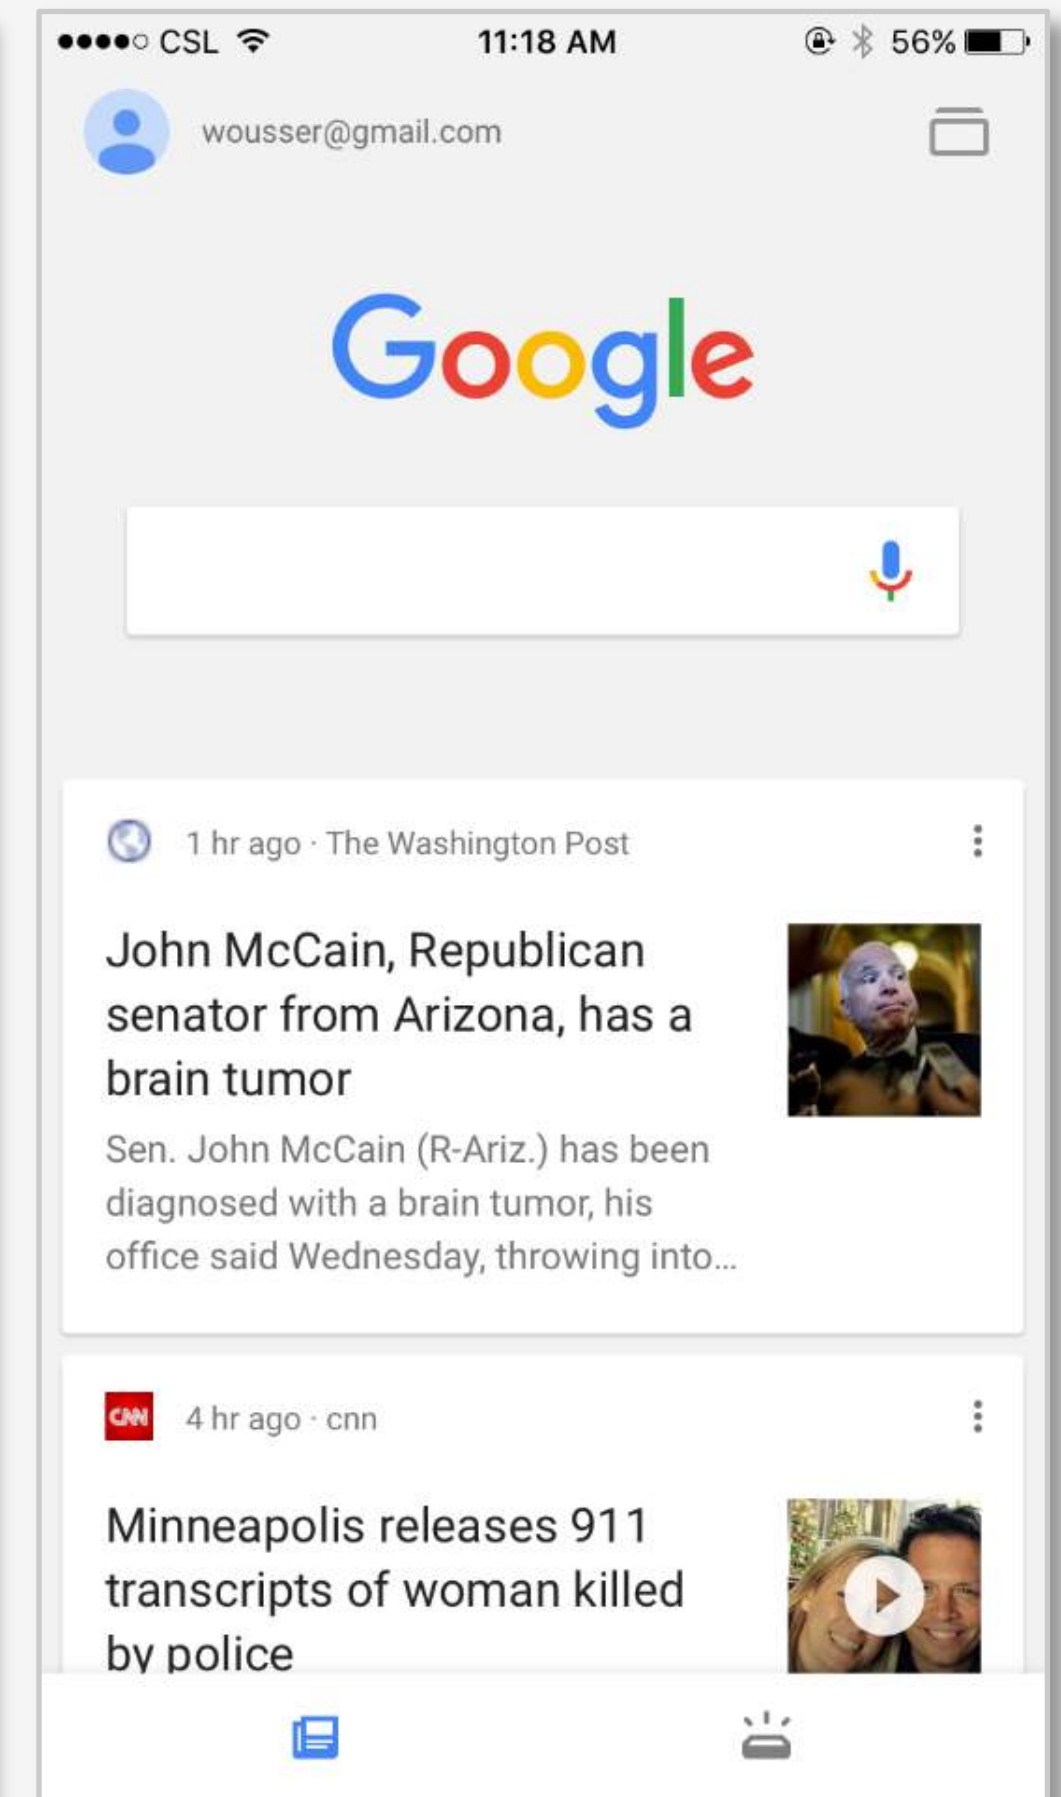 CSL 11:18 AM 56%
wousser@gmail.com
Google
1 hr ago · The Washington Post
John McCain, Republican
senator from Arizona, has a
brain tumor
Sen. John McCain (R-Ariz.) has been
diagnosed with a brain tumor, his
office said Wednesday, throwing into...
CNN 4 hr ago · cnn
Minneapolis releases 911
transcripts of woman killed
by police